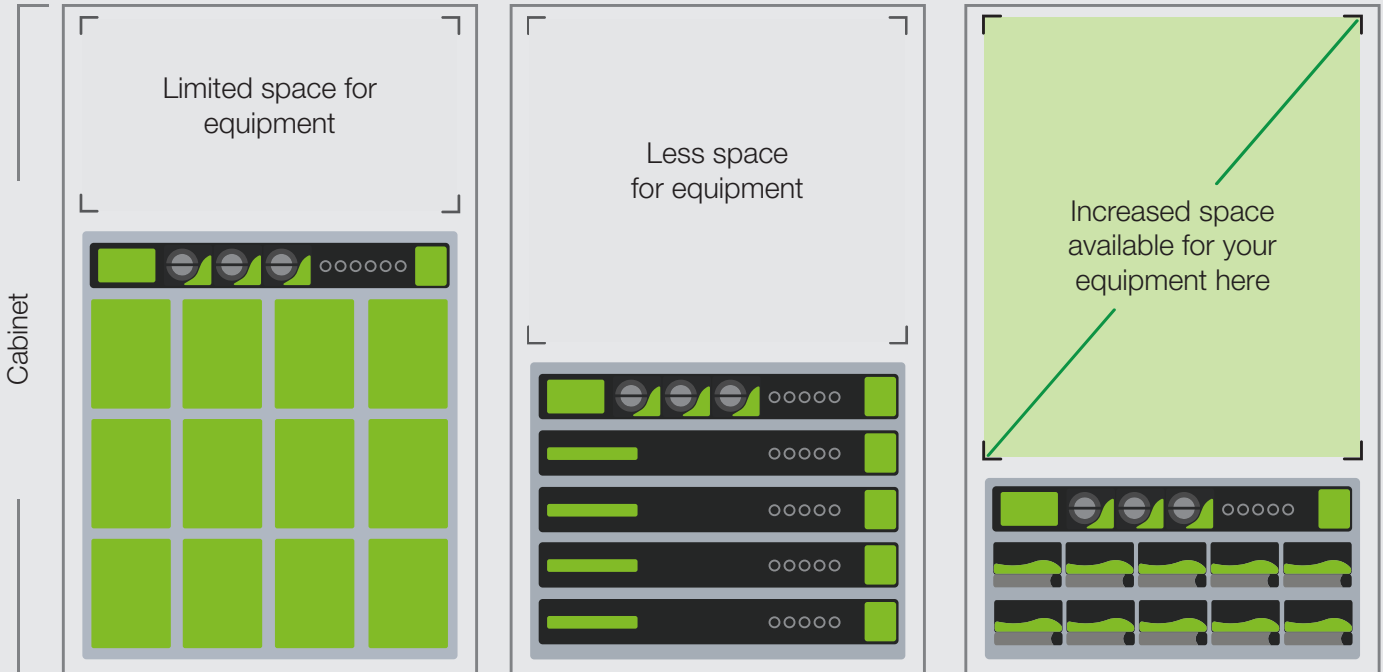 Cabinet
Limited space for
equipment
Less space
for equipment
Increased space
available for your
equipment here